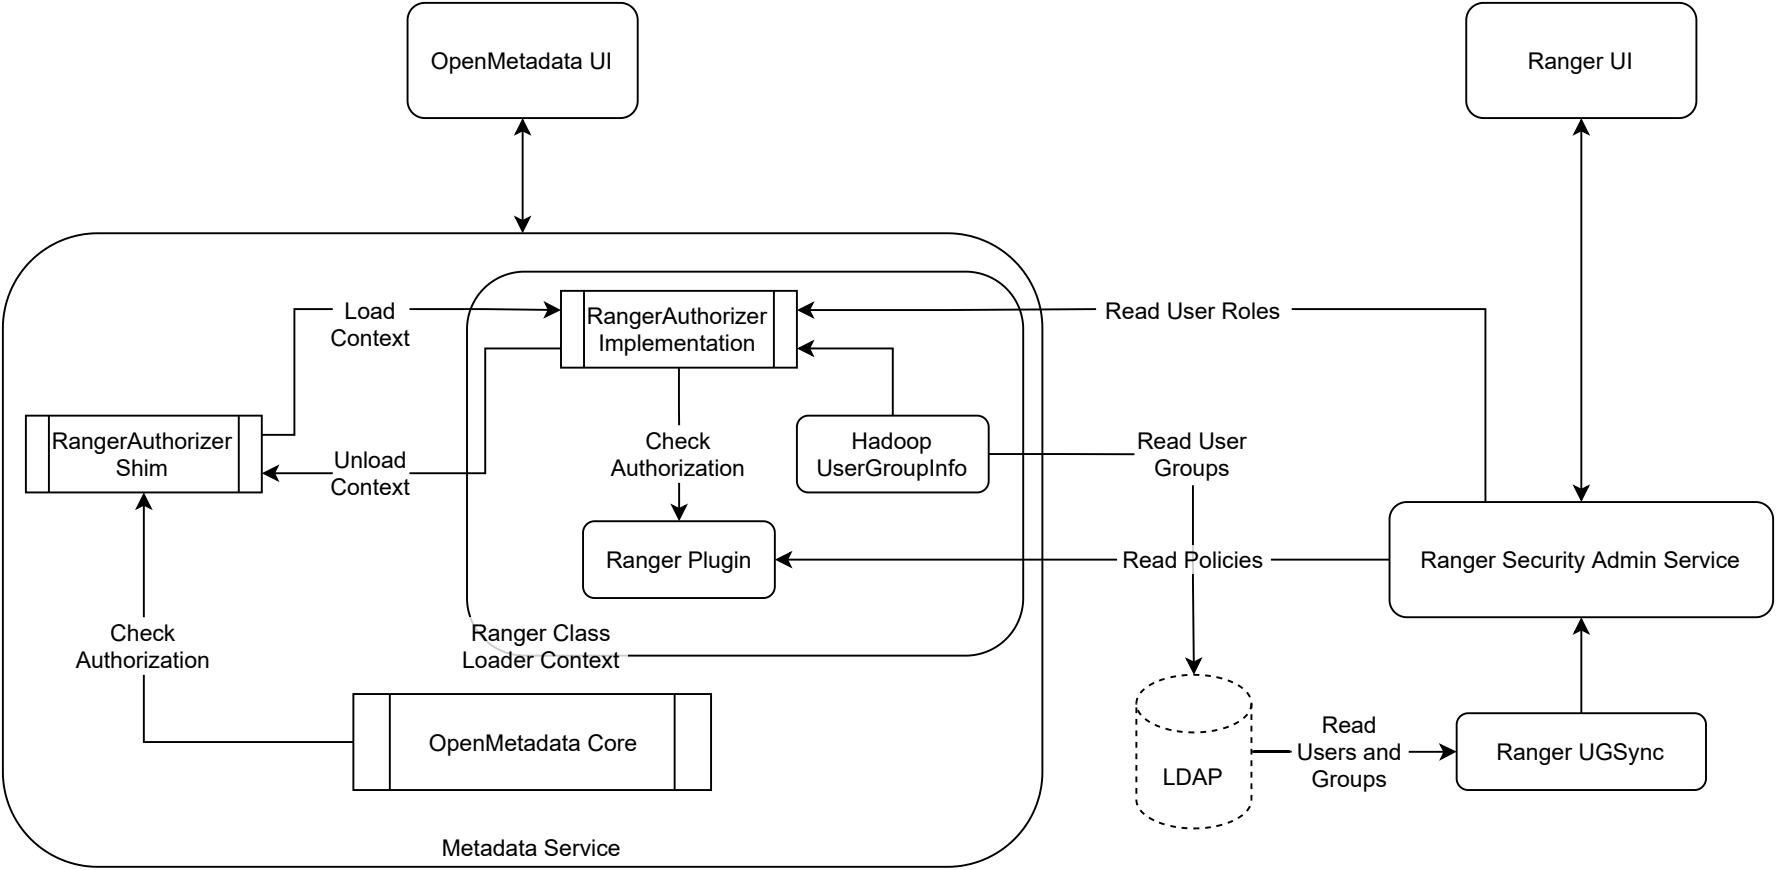 OpenMetadata UI
Ranger UI
Load
Context
RangerAuthorizer
Implementation
Read User Roles
RangerAuthorizer
Shim
Unload
Context
Check
Authorization
Hadoop
UserGroupInfo
Read User
Groups
Ranger Plugin
Read Policies
Ranger Security Admin Service
Check
Authorization
Ranger Class
Loader Context
OpenMetadata Core
LDAP
Read
Users and
Groups
Ranger UGSync
Metadata Service